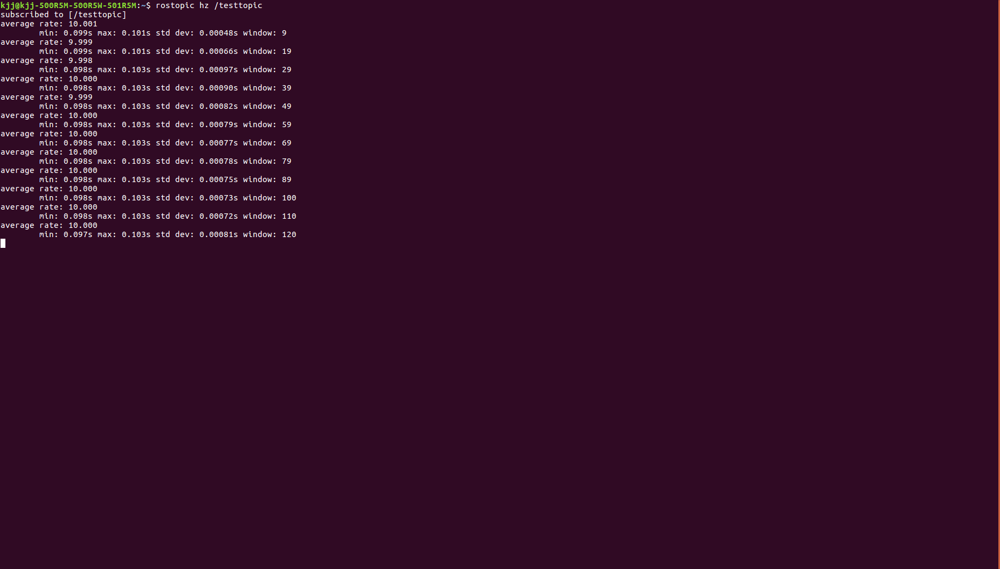 kjj@kjj-500R5M-500R5W-501R5M:~$ rostopic hz /testtopic
subscribed to [/testtopic]
average rate: 10.001
        min: 0.099s max: 0.101s std dev: 0.00048s window: 9
average rate: 9.999
        min: 0.099s max: 0.101s std dev: 0.00066s window: 19
average rate: 9.998
        min: 0.098s max: 0.103s std dev: 0.00097s window: 29
average rate: 10.000
        min: 0.098s max: 0.103s std dev: 0.00090s window: 39
average rate: 9.999
        min: 0.098s max: 0.103s std dev: 0.00082s window: 49
average rate: 10.000
        min: 0.098s max: 0.103s std dev: 0.00079s window: 59
average rate: 10.000
        min: 0.098s max: 0.103s std dev: 0.00077s window: 69
average rate: 10.000
        min: 0.098s max: 0.103s std dev: 0.00078s window: 79
average rate: 10.000
        min: 0.098s max: 0.103s std dev: 0.00075s window: 89
average rate: 10.000
        min: 0.098s max: 0.103s std dev: 0.00073s window: 100
average rate: 10.000
        min: 0.098s max: 0.103s std dev: 0.00072s window: 110
average rate: 10.000
        min: 0.097s max: 0.103s std dev: 0.00081s window: 120